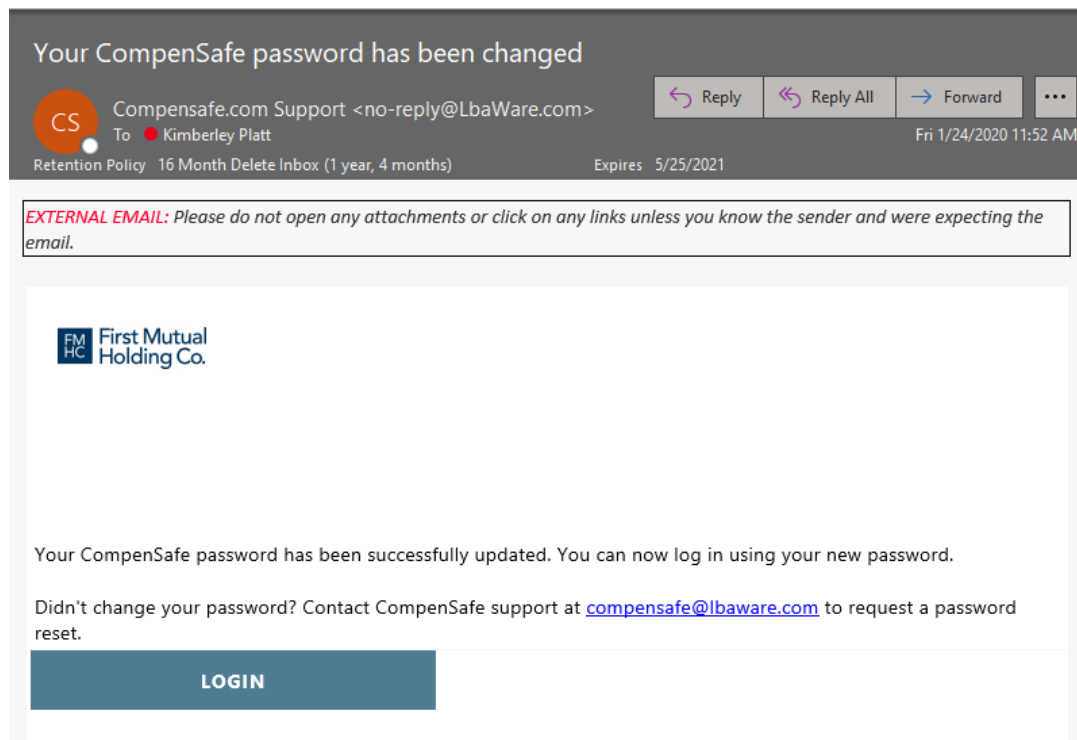 Your CompenSafe password has been changed
CS
Compensafe.com Support <no-reply@LbaWare.com>
Reply
Reply All
Forward
...
To Kimberley Platt
Fri 1/24/2020 11:52 AM
Retention Policy 16 Month Delete Inbox (1 year, 4 months)
Expires 5/25/2021
EXTERNAL EMAIL: Please do not open any attachments or click on any links unless you know the sender and were expecting the
email.
FM
HC
First Mutual
Holding Co.
Your CompenSafe password has been successfully updated. You can now log in using your new password.
Didn't change your password? Contact CompenSafe support at compensafe@lbaware.com to request a password
reset.
LOGIN